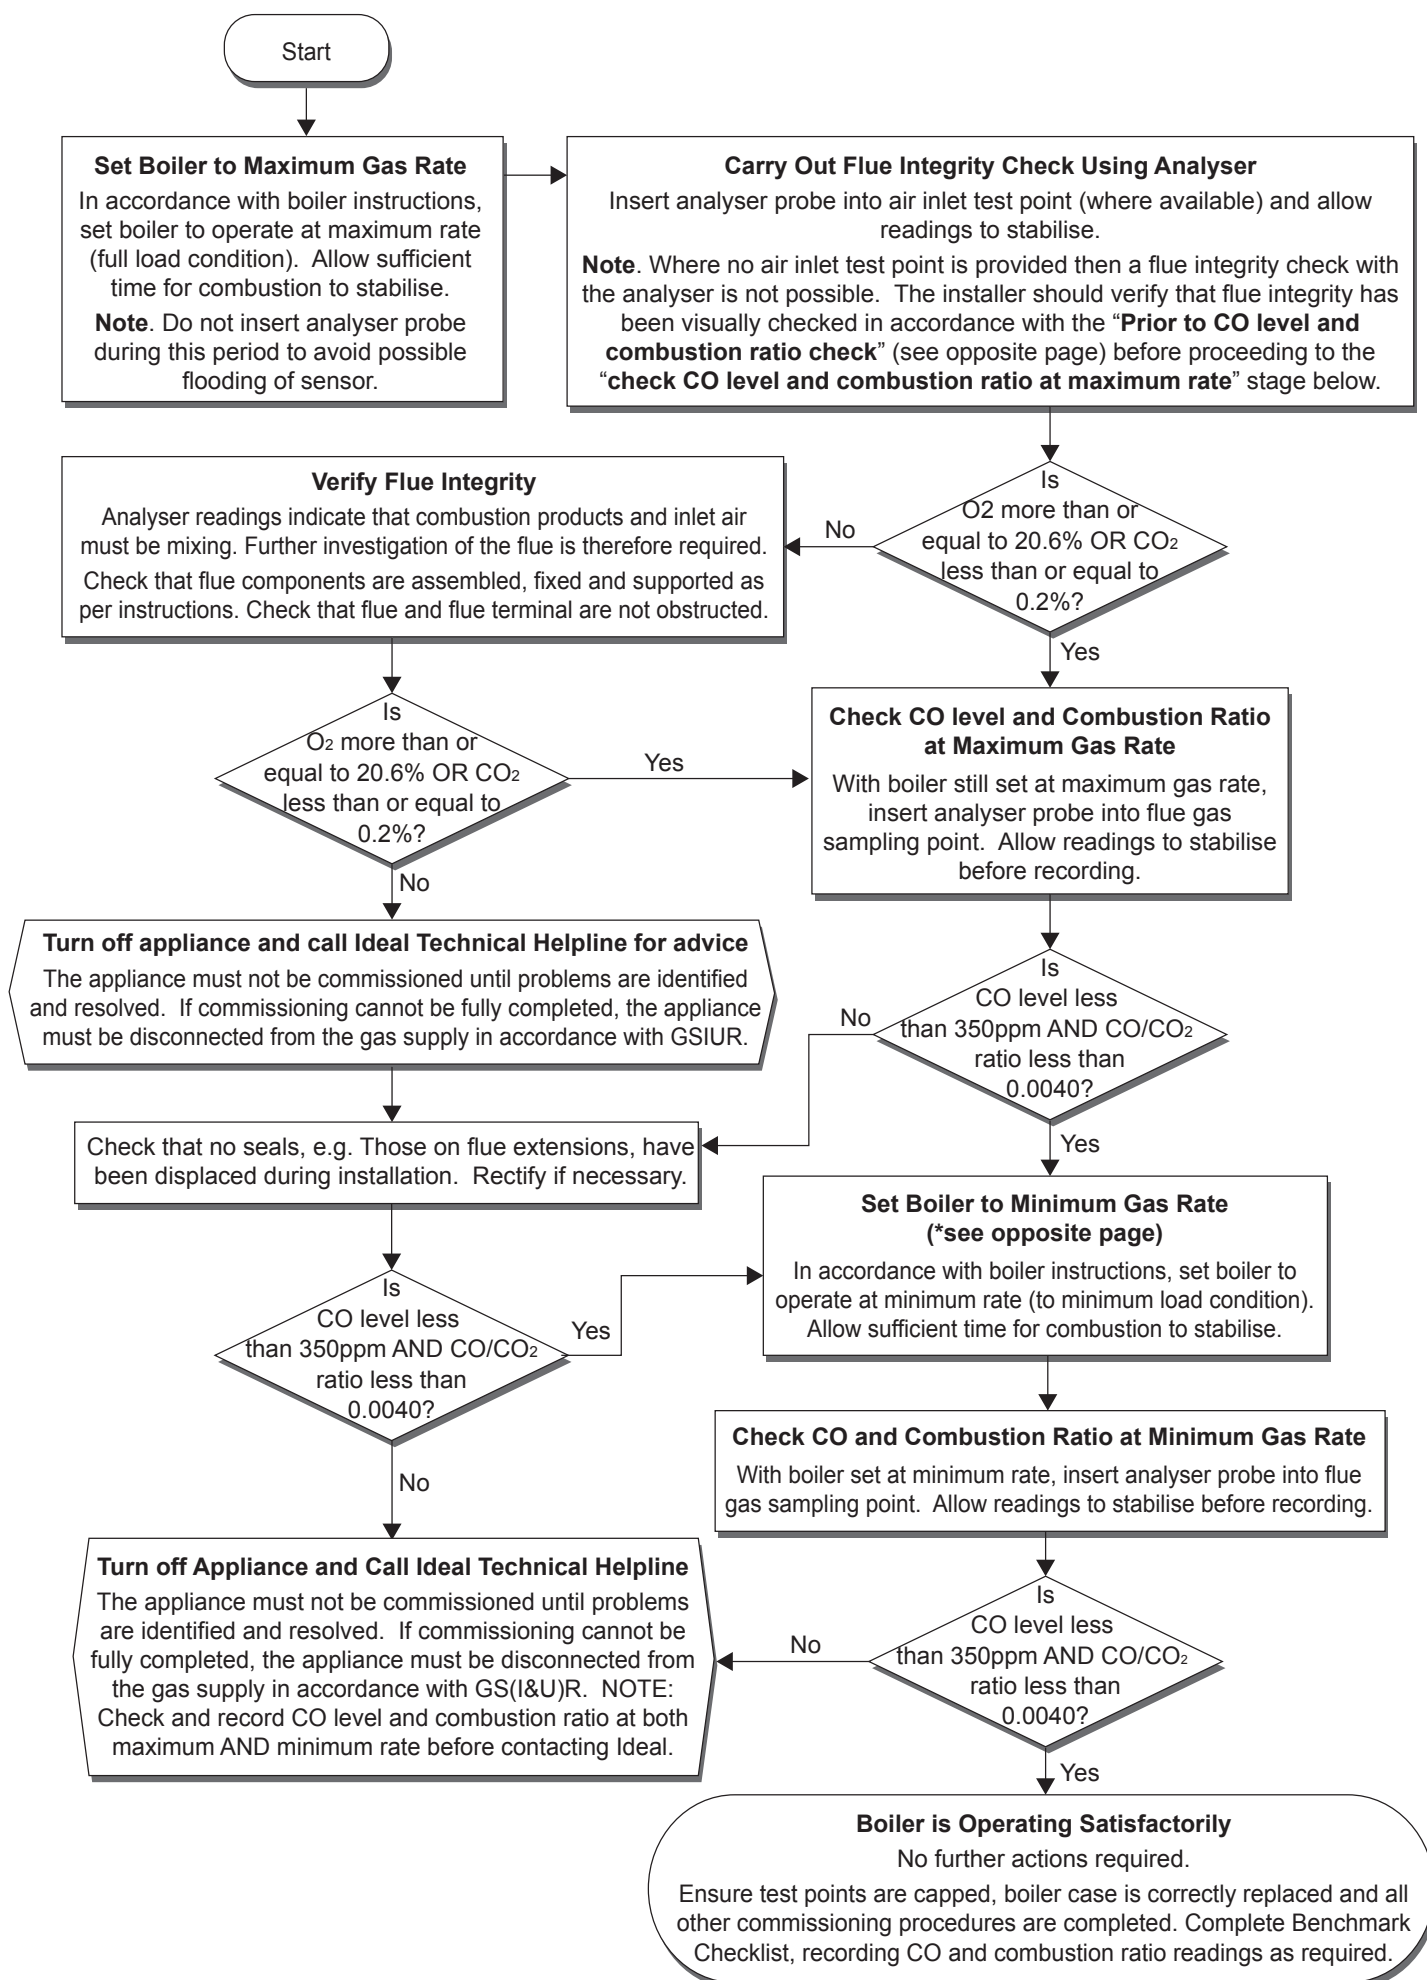 Start
Set Boiler to Maximum Gas Rate
In accordance with boiler instructions,
set boiler to operate at maximum rate
(full load condition).  Allow sufficient
time for combustion to stabilise.
Note. Do not insert analyser probe
during this period to avoid possible
flooding of sensor.
Carry Out Flue Integrity Check Using Analyser
Insert analyser probe into air inlet test point (where available) and allow
readings to stabilise.
Note. Where no air inlet test point is provided then a flue integrity check with
the analyser is not possible.  The installer should verify that flue integrity has
been visually checked in accordance with the “Prior to CO level and
combustion ratio check” (see opposite page) before proceeding to the
“check CO level and combustion ratio at maximum rate” stage below.
Is
O2 more than or
equal to 20.6% OR CO2
less than or equal to
0.2%?
No
Yes
Verify Flue Integrity
Analyser readings indicate that combustion products and inlet air
must be mixing. Further investigation of the flue is therefore required.
Check that flue components are assembled, fixed and supported as
per instructions. Check that flue and flue terminal are not obstructed.
Is
O2 more than or
equal to 20.6% OR CO2
less than or equal to
0.2%?
Yes
No
Check CO level and Combustion Ratio
at Maximum Gas Rate
With boiler still set at maximum gas rate,
insert analyser probe into flue gas
sampling point.  Allow readings to stabilise
before recording.
Turn off appliance and call Ideal Technical Helpline for advice
The appliance must not be commissioned until problems are identified
and resolved.  If commissioning cannot be fully completed, the appliance
must be disconnected from the gas supply in accordance with GSIUR.
Is
CO level less
than 350ppm AND CO/CO2
ratio less than
0.0040?
No
Yes
Check that no seals, e.g. Those on flue extensions, have
been displaced during installation.  Rectify if necessary.
Set Boiler to Minimum Gas Rate
(*see opposite page)
In accordance with boiler instructions, set boiler to
operate at minimum rate (to minimum load condition).
Allow sufficient time for combustion to stabilise.
Is
CO level less
than 350ppm AND CO/CO2
ratio less than
0.0040?
Yes
No
Check CO and Combustion Ratio at Minimum Gas Rate
With boiler set at minimum rate, insert analyser probe into flue
gas sampling point.  Allow readings to stabilise before recording.
Turn off Appliance and Call Ideal Technical Helpline
The appliance must not be commissioned until problems
are identified and resolved.  If commissioning cannot be
fully completed, the appliance must be disconnected from
the gas supply in accordance with GS(I&U)R.  NOTE:
Check and record CO level and combustion ratio at both
maximum AND minimum rate before contacting Ideal.
Is
CO level less
than 350ppm AND CO/CO2
ratio less than
0.0040?
No
Yes
Boiler is Operating Satisfactorily
No further actions required.
Ensure test points are capped, boiler case is correctly replaced and all
other commissioning procedures are completed. Complete Benchmark
Checklist, recording CO and combustion ratio readings as required.